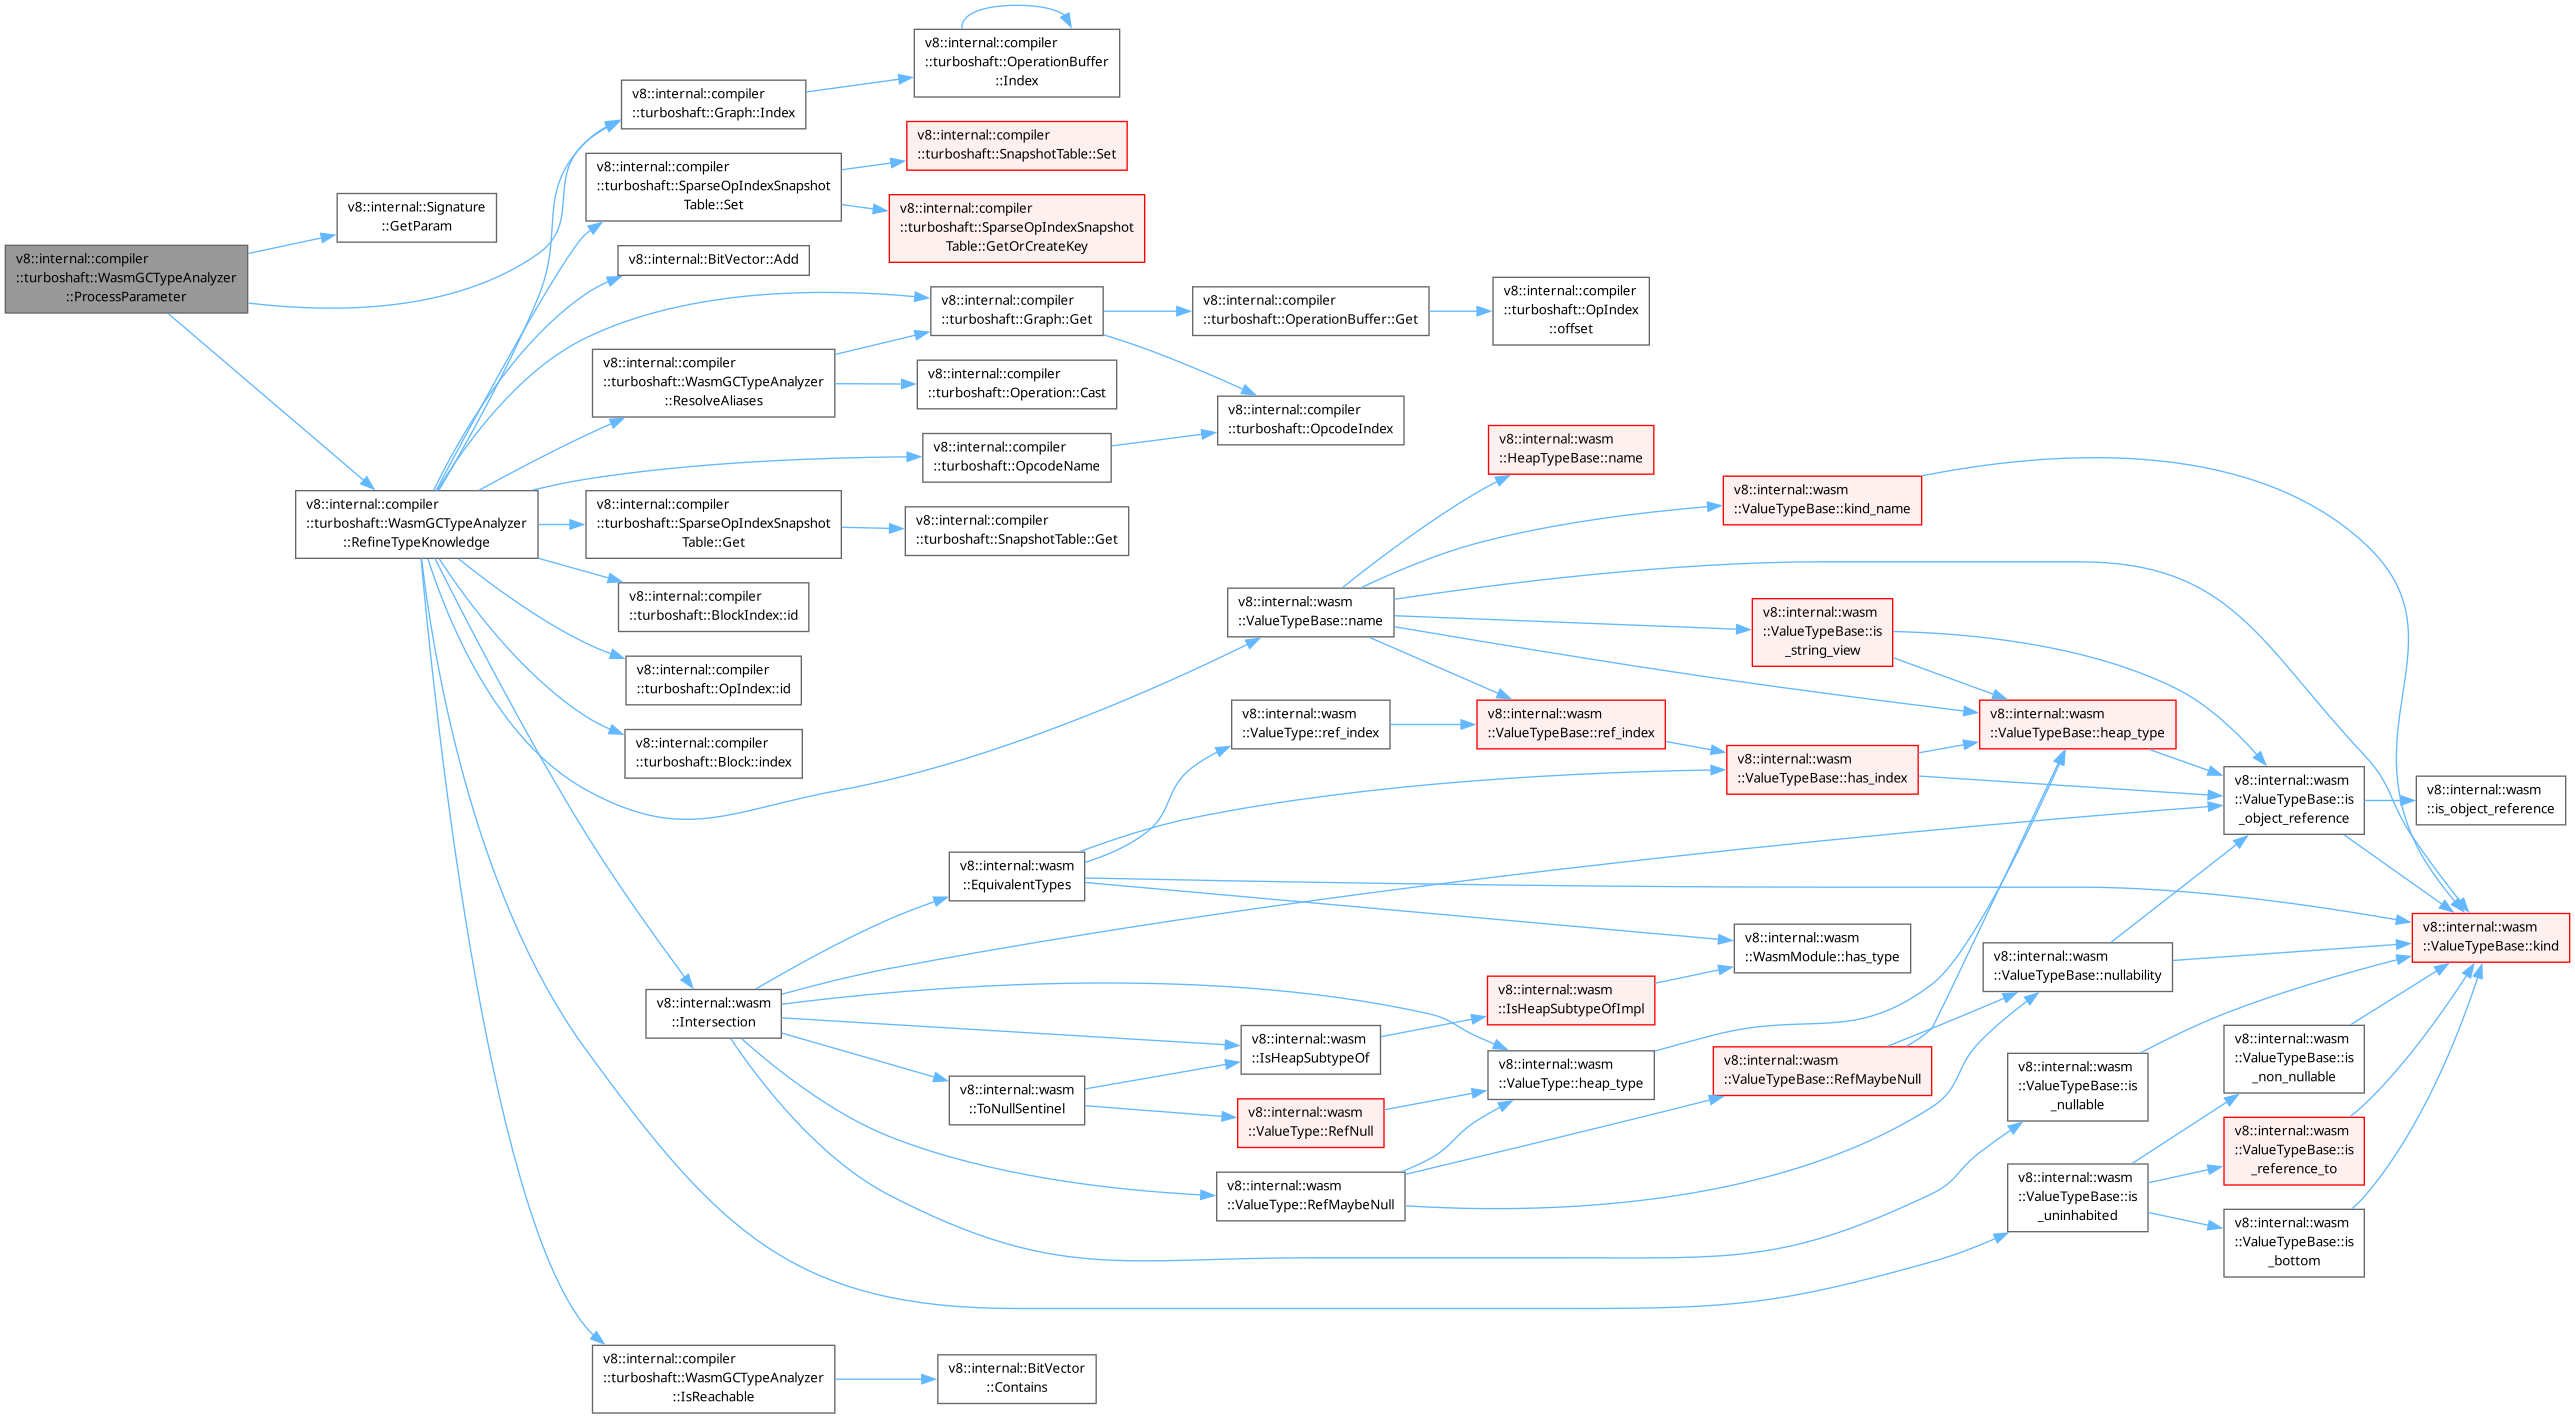 v8::internal::compiler
::turboshaft::WasmGCTypeAnalyzer
::ProcessParameter
v8::internal::Signature
::GetParam
v8::internal::compiler
::turboshaft::WasmGCTypeAnalyzer
::RefineTypeKnowledge
v8::internal::compiler
::turboshaft::Graph::Index
v8::internal::compiler
::turboshaft::OperationBuffer
::Index
v8::internal::compiler
::turboshaft::SparseOpIndexSnapshot
Table::Set
v8::internal::compiler
::turboshaft::SnapshotTable::Set
v8::internal::compiler
::turboshaft::SparseOpIndexSnapshot
Table::GetOrCreateKey
v8::internal::BitVector::Add
v8::internal::compiler
::turboshaft::Graph::Get
v8::internal::compiler
::turboshaft::OperationBuffer::Get
v8::internal::compiler
::turboshaft::OpIndex
::offset
v8::internal::compiler
::turboshaft::WasmGCTypeAnalyzer
::ResolveAliases
v8::internal::compiler
::turboshaft::Operation::Cast
v8::internal::compiler
::turboshaft::OpcodeIndex
v8::internal::compiler
::turboshaft::OpcodeName
v8::internal::compiler
::turboshaft::SparseOpIndexSnapshot
Table::Get
v8::internal::compiler
::turboshaft::SnapshotTable::Get
v8::internal::compiler
::turboshaft::BlockIndex::id
v8::internal::compiler
::turboshaft::OpIndex::id
v8::internal::compiler
::turboshaft::Block::index
v8::internal::wasm
::ValueTypeBase::name
v8::internal::wasm
::HeapTypeBase::name
v8::internal::wasm
::ValueTypeBase::kind_name
v8::internal::wasm
::ValueTypeBase::is
_string_view
v8::internal::wasm
::ValueType::ref_index
v8::internal::wasm
::ValueTypeBase::ref_index
v8::internal::wasm
::ValueTypeBase::has_index
v8::internal::wasm
::ValueTypeBase::heap_type
v8::internal::wasm
::ValueTypeBase::is
_object_reference
v8::internal::wasm
::is_object_reference
v8::internal::wasm
::EquivalentTypes
v8::internal::wasm
::WasmModule::has_type
v8::internal::wasm
::ValueTypeBase::nullability
v8::internal::wasm
::ValueTypeBase::kind
v8::internal::wasm
::Intersection
v8::internal::wasm
::IsHeapSubtypeOf
v8::internal::wasm
::IsHeapSubtypeOfImpl
v8::internal::wasm
::ToNullSentinel
v8::internal::wasm
::ValueType::RefNull
v8::internal::wasm
::ValueType::heap_type
v8::internal::wasm
::ValueTypeBase::RefMaybeNull
v8::internal::wasm
::ValueType::RefMaybeNull
v8::internal::wasm
::ValueTypeBase::is
_nullable
v8::internal::wasm
::ValueTypeBase::is
_non_nullable
v8::internal::wasm
::ValueTypeBase::is
_uninhabited
v8::internal::wasm
::ValueTypeBase::is
_reference_to
v8::internal::wasm
::ValueTypeBase::is
_bottom
v8::internal::compiler
::turboshaft::WasmGCTypeAnalyzer
::IsReachable
v8::internal::BitVector
::Contains